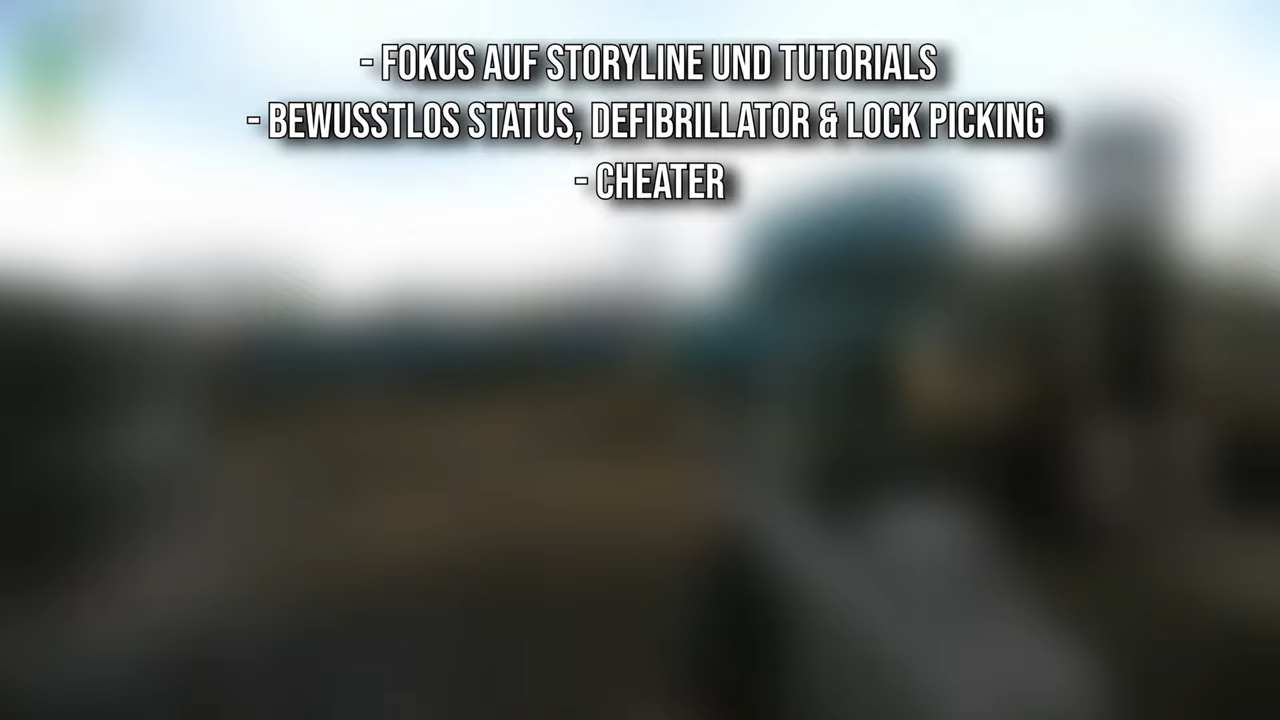 - FOKUS AUF STORYLINE UND TUTORIALS
- BEWUSSTLOS STATUS, DEFIBRILLATOR & LOCK PICKING
- CHEATER